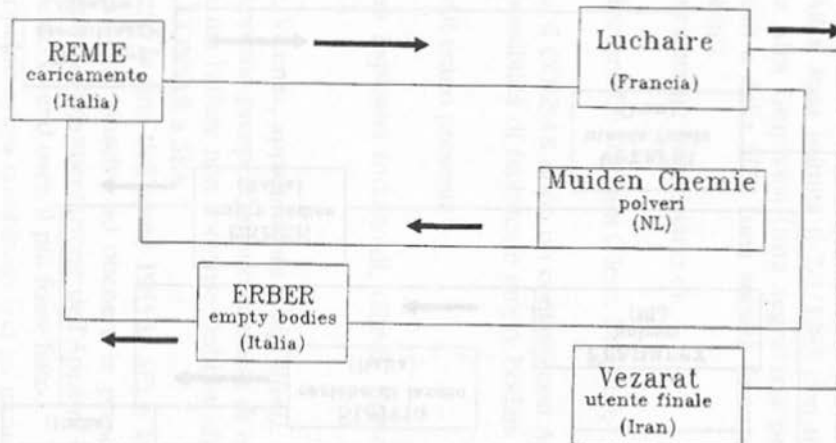 REMIE
caricamento
(Italia)
Luchaire
(Francia)
Muiden Chemie
polveri
(NL)
ERBER
empty bodies
(Italia)
Vezarat
utente finale
(Iran)